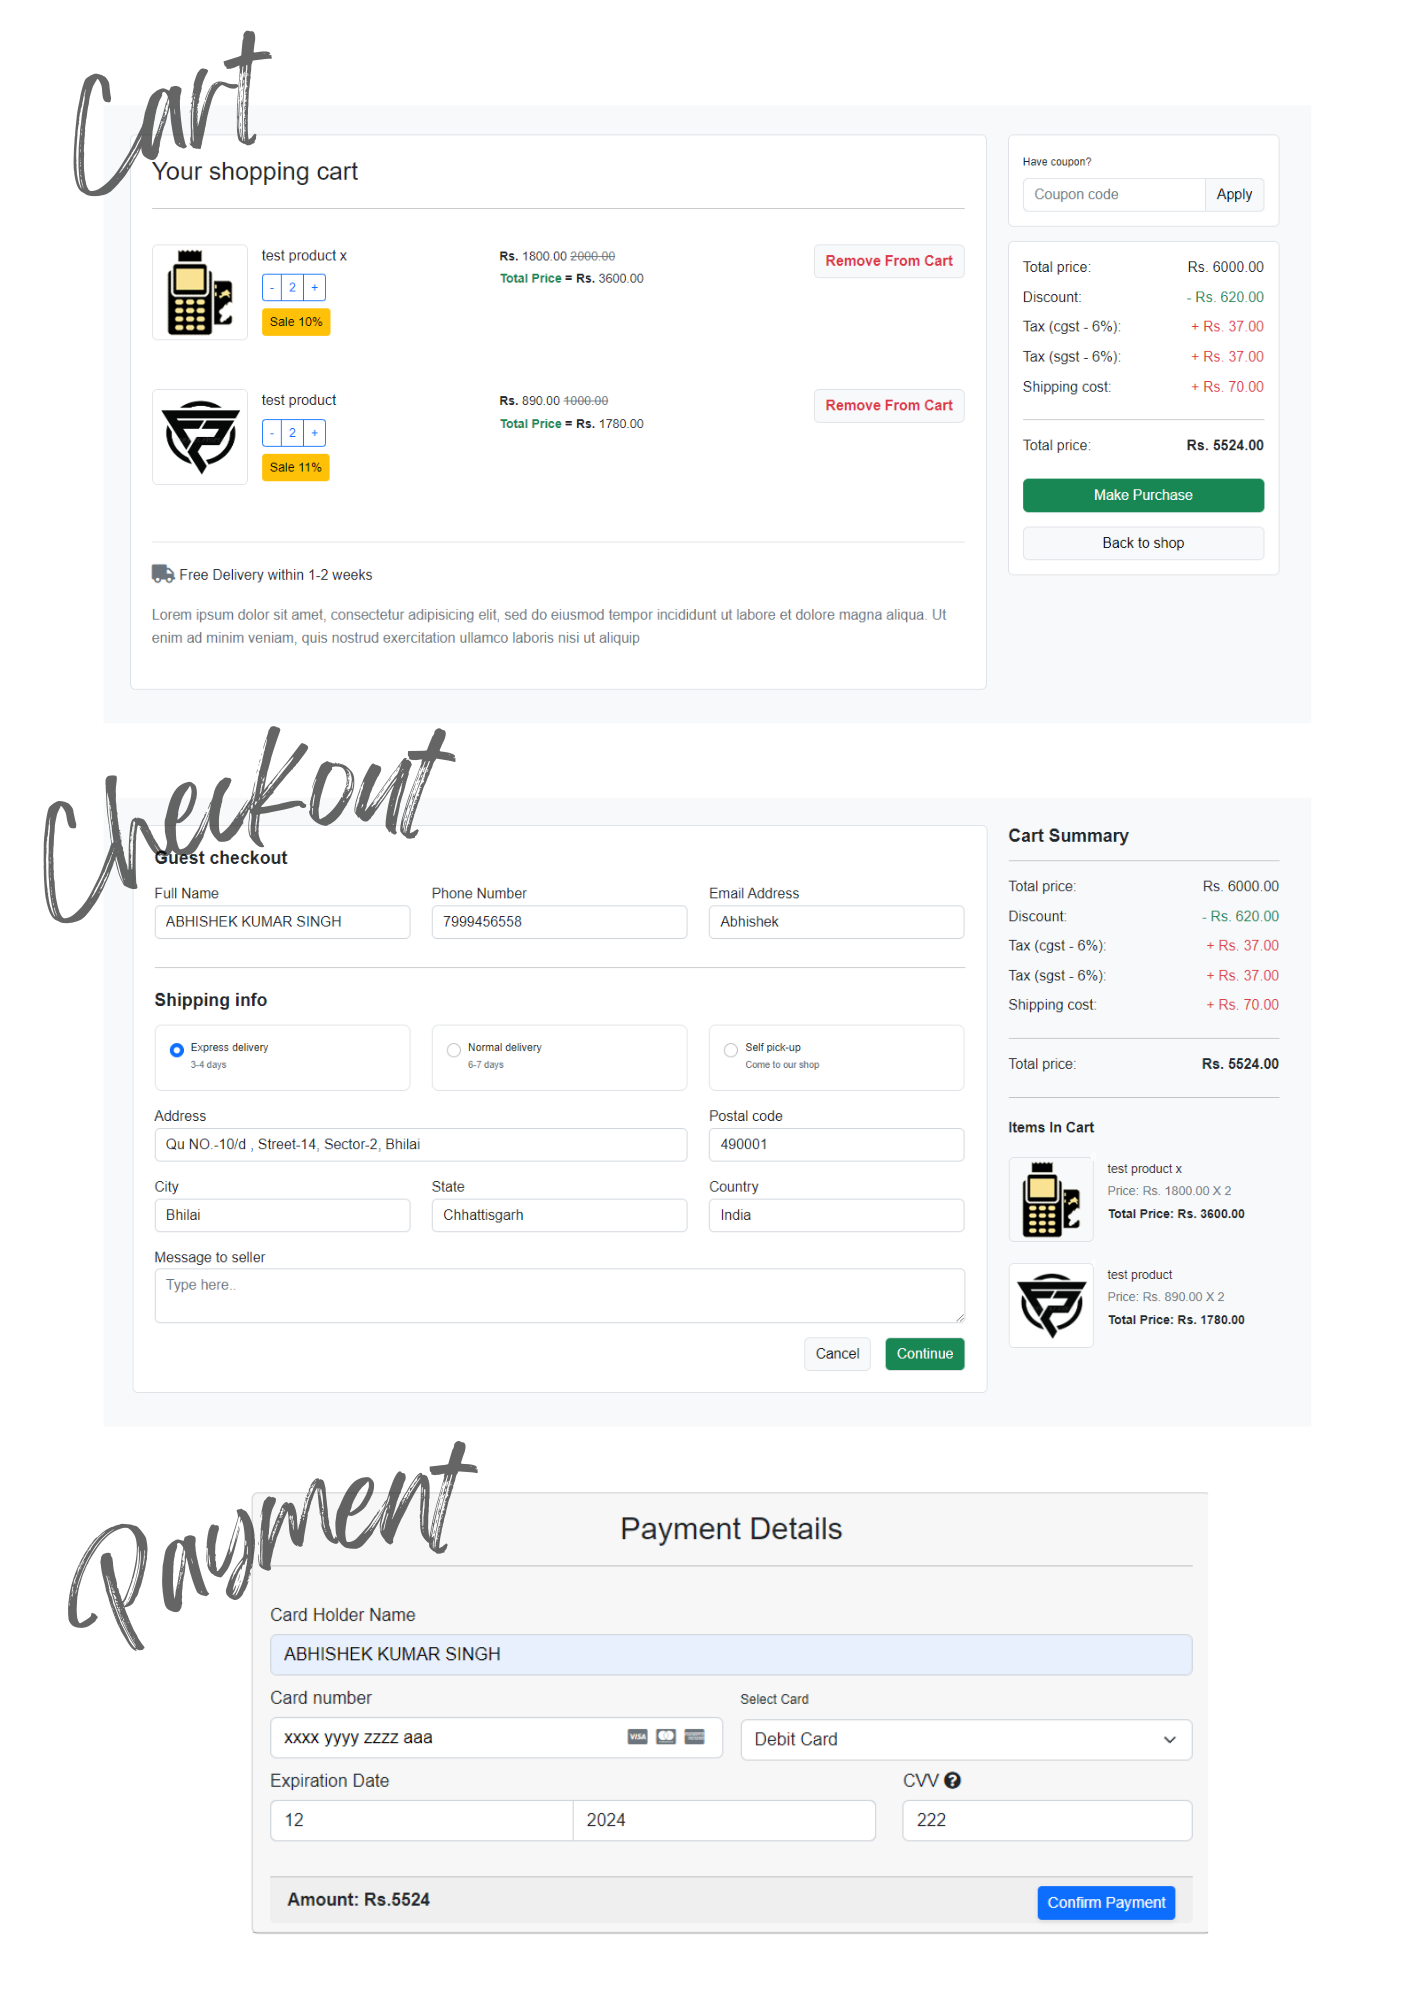 Cart
Your shopping cart
test product x
- 2 +
Sale 10%
Rs. 1800.00 2000.00
Total Price = Rs. 3600.00
Remove From Cart
test product
- 2 +
Sale 11%
Rs. 890.00 1000.00
Total Price = Rs. 1780.00
Remove From Cart
Free Delivery within 1-2 weeks
Lorem ipsum dolor sit amet, consectetur adipisicing elit, sed do eiusmod tempor incididunt ut labore et dolore magna aliqua. Ut
enim ad minim veniam, quis nostrud exercitation ullamco laboris nisi ut aliquip
Have coupon?
Coupon code
Apply
Total price: Rs. 6000.00
Discount: - Rs. 620.00
Tax (cgst - 6%): + Rs. 37.00
Tax (sgst - 6%): + Rs. 37.00
Shipping cost: + Rs. 70.00
Total price: Rs. 5524.00
Make Purchase
Back to shop
Checkout
Guest checkout
Full Name
ABHISHEK KUMAR SINGH
Phone Number
7999456558
Email Address
Abhishek
Shipping info
Express delivery
3-4 days
Normal delivery
6-7 days
Self pick-up
Come to our shop
Address
Qu NO.-10/d , Street-14, Sector-2, Bhilai
Postal code
490001
City
Bhilai
State
Chhattisgarh
Country
India
Message to seller
Type here..
Cancel
Continue
Cart Summary
Total price: Rs. 6000.00
Discount: - Rs. 620.00
Tax (cgst - 6%): + Rs. 37.00
Tax (sgst - 6%): + Rs. 37.00
Shipping cost: + Rs. 70.00
Total price: Rs. 5524.00
Items In Cart
test product x
Price: Rs. 1800.00 X 2
Total Price: Rs. 3600.00
test product
Price: Rs. 890.00 X 2
Total Price: Rs. 1780.00
Payment
Payment Details
Card Holder Name
ABHISHEK KUMAR SINGH
Card number
xxxx yyyy zzzz aaa
VISA
Select Card
Debit Card
Expiration Date
12
2024
CVV ?
222
Amount: Rs.5524
Confirm Payment